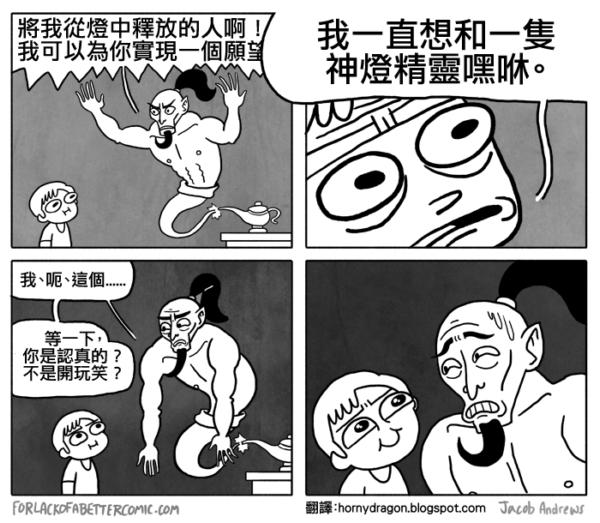 將我從燈中釋放的人啊！
我可以為你實現一個願望
我一直想和一隻
神燈精靈嘿咻。
我、呃、這個……
等一下，
你是認真的？
不是開玩笑？
FORLACKOFABETTERCOMIC.COM
翻譯：hornydragon.blogspot.com
Jacob Andrews